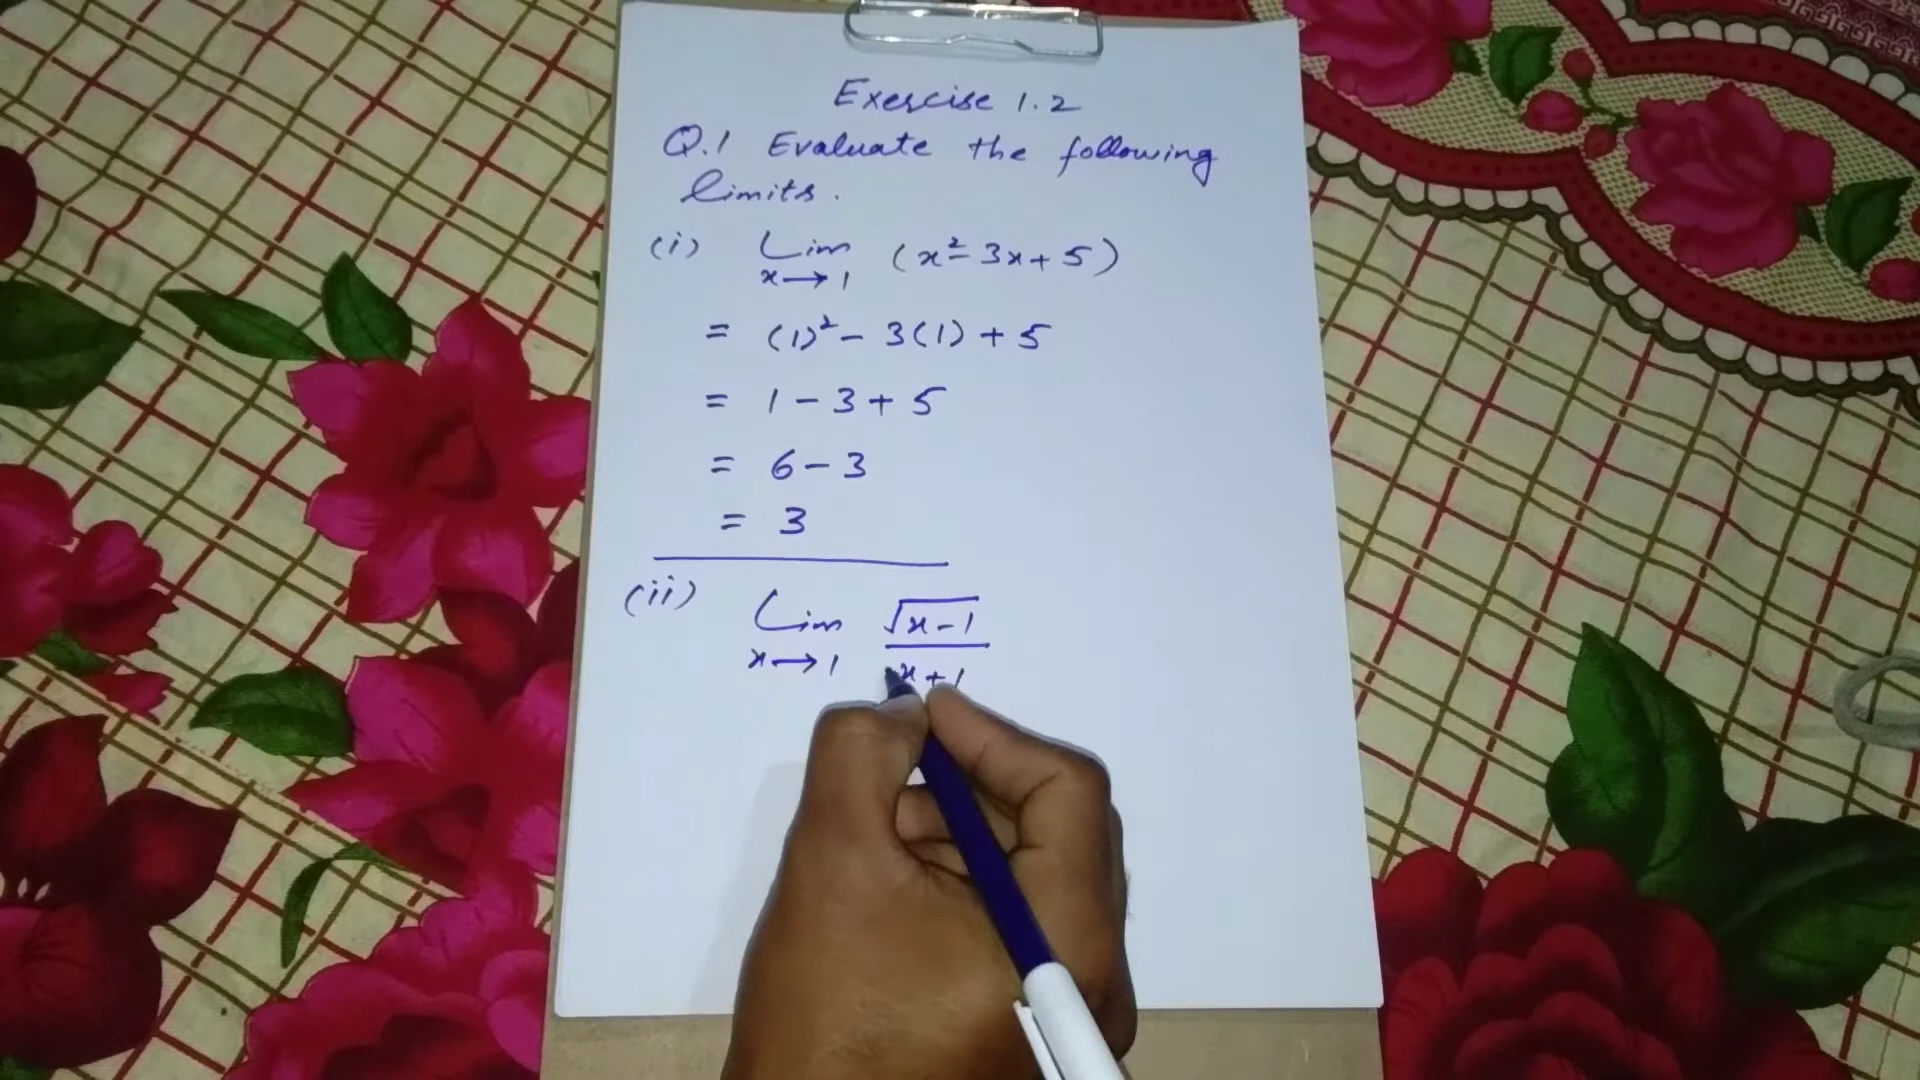 Exercise 1.2
Q.1 Evaluate the following
limits.
(i) Lim x→1 (x² - 3x + 5)
= (1)² - 3(1) + 5
= 1 - 3 + 5
= 6 - 3
= 3
(ii) Lim x→1 √(x-1) / x+1